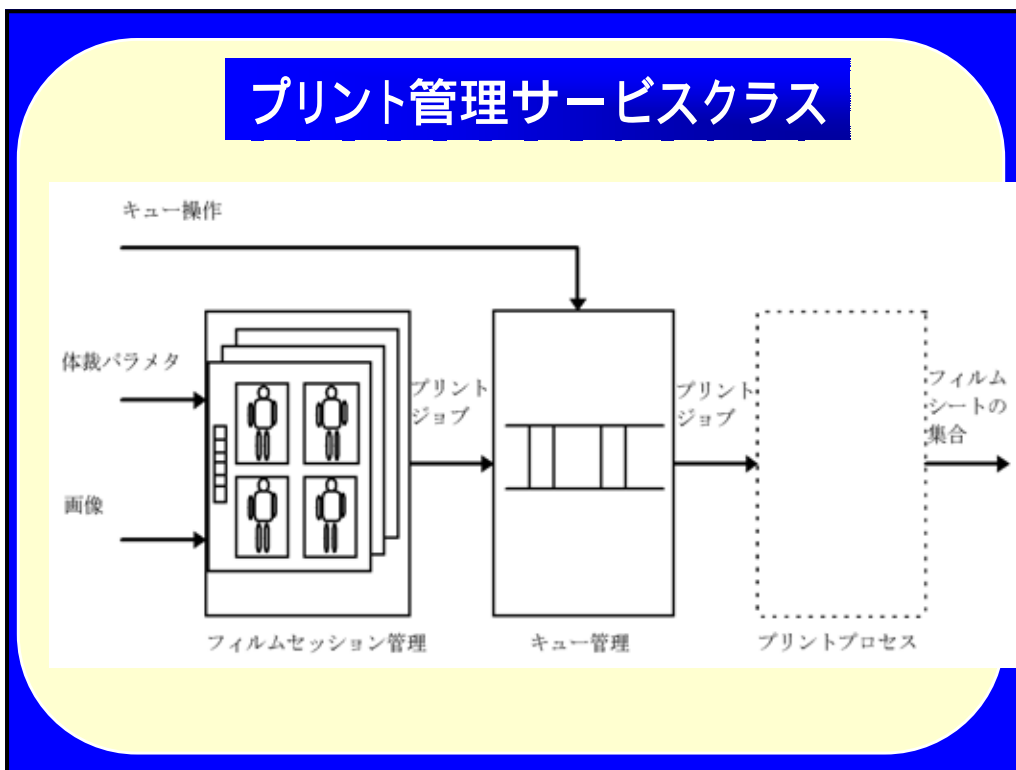 プリント管理サービスクラス
キュー操作
体裁パラメタ
画像
プリント
ジョブ
プリント
ジョブ
フィルム
シートの
集合
フィルムセッション管理
キュー管理
プリントプロセス